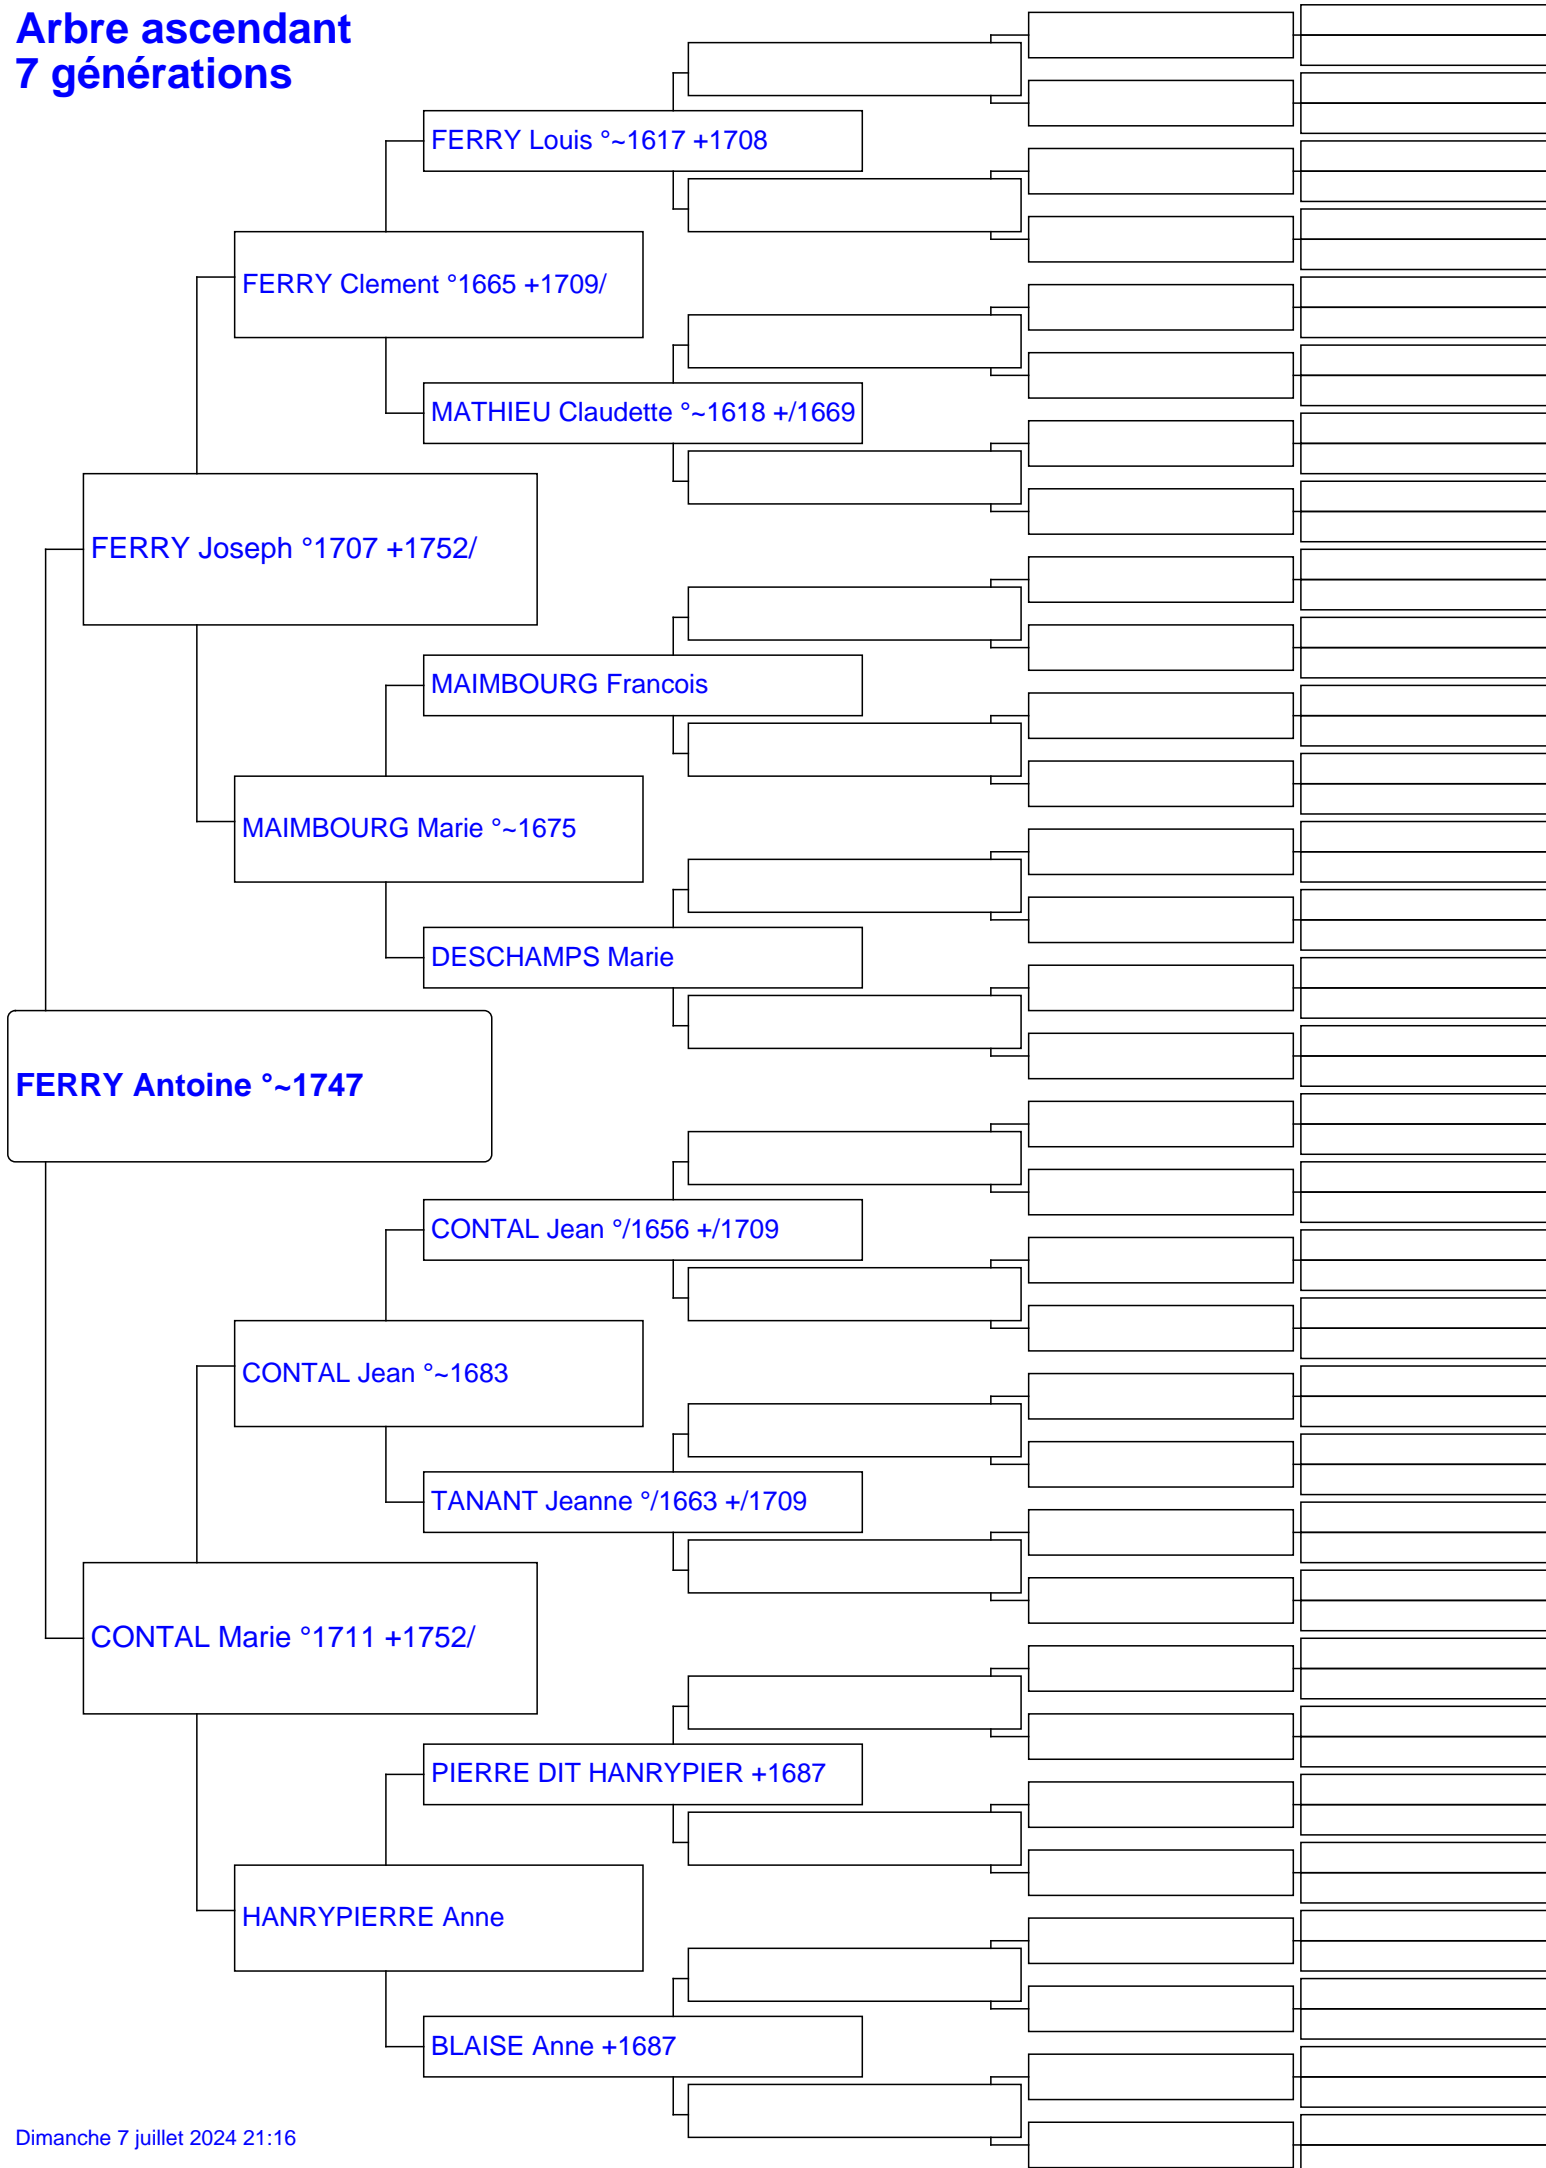 Arbre ascendant
7 générations
FERRY Louis °~1617 +1708
FERRY Clement °1665 +1709/
MATHIEU Claudette °~1618 +/1669
FERRY Joseph °1707 +1752/
MAIMBOURG Francois
MAIMBOURG Marie °~1675
DESCHAMPS Marie
FERRY Antoine °~1747
CONTAL Jean °/1656 +/1709
CONTAL Jean °~1683
TANANT Jeanne °/1663 +/1709
CONTAL Marie °1711 +1752/
PIERRE DIT HANRYPIER +1687
HANRYPIERRE Anne
BLAISE Anne +1687
Dimanche 7 juillet 2024 21:16